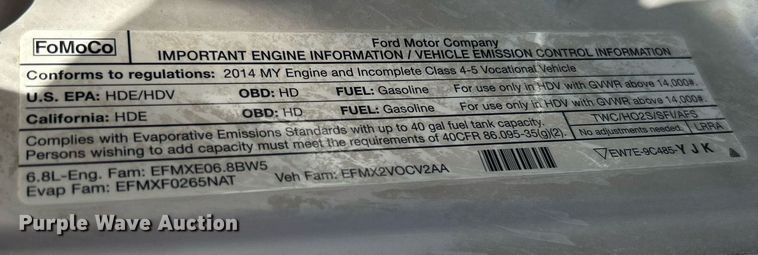 FoMoCo
Ford Motor Company
IMPORTANT ENGINE INFORMATION / VEHICLE EMISSION CONTROL INFORMATION
Conforms to regulations: 2014 MY Engine and Incomplete Class 4-5 Vocational Vehicle
U.S. EPA: HDE/HDV OBD: HD FUEL: Gasoline For use only in HDV with GVWR above 14,000#.
California: HDE OBD: HD FUEL: Gasoline For use only in HDV with GVWR above 14,000#.
Complies with Evaporative Emissions Standards with up to 40 gal fuel tank capacity. TWC/HO2S/SFI/AFS
Persons wishing to add capacity must meet the requirements of 40CFR 86.095-35(g)(2). No adjustments needed. LRRA
6.8L-Eng. Fam: EFMXE06.8BW5
Evap Fam: EFMXF0265NAT Veh Fam: EFMX2VOCV2AA EW7E-9C485-Y J K
Purple Wave Auction